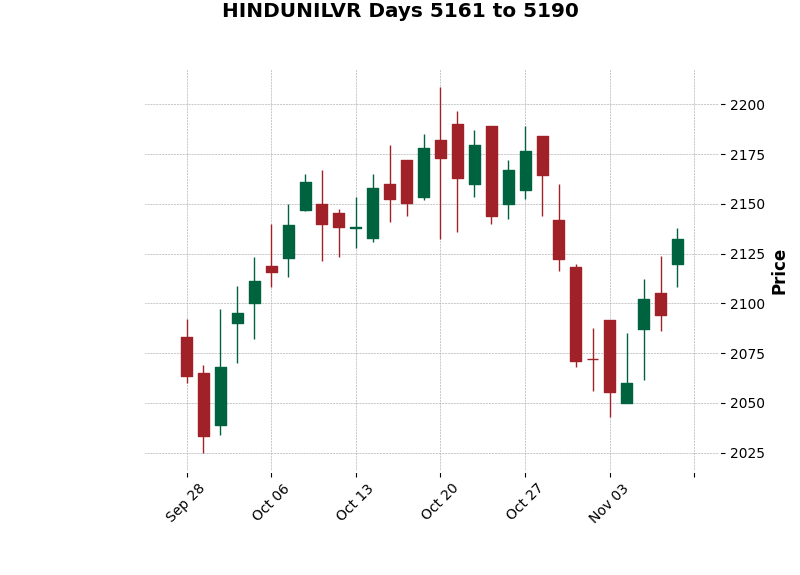 HINDUNILVR Days 5161 to 5190
2200
2175
2150
2125
2100
2075
2050
2025
Price
Sep 28
Oct 06
Oct 13
Oct 20
Oct 27
Nov 03